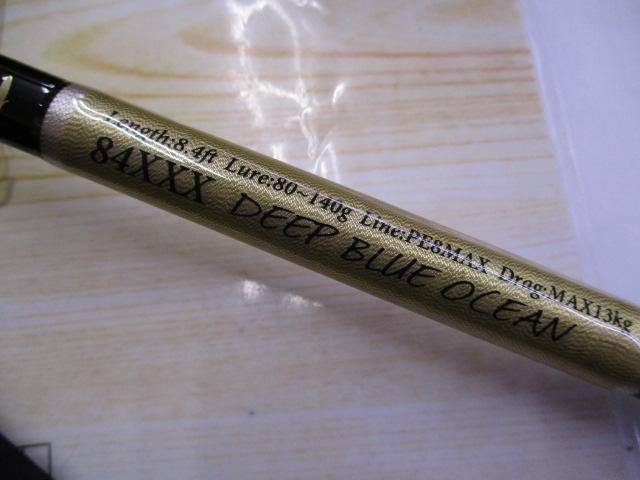 Length:8.4ft Lure:80~140g Line:PE8MAX Drag:MAX13kg
84XXX DEEP BLUE OCEAN